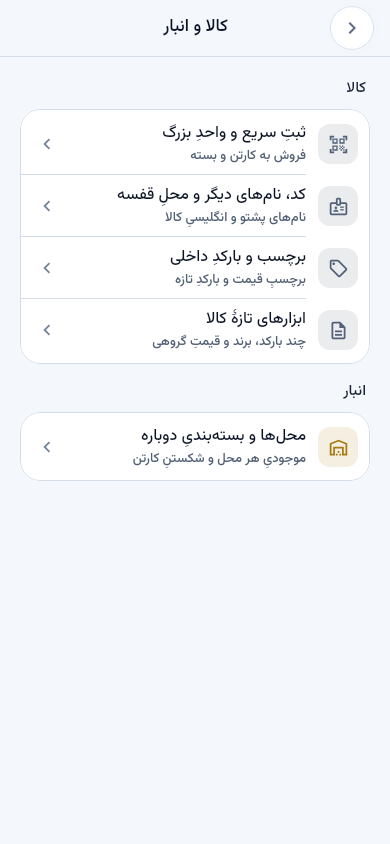 کالا و انبار
کالا
ثبتِ سریع و واحدِ بزرگ
فروش به کارتن و بسته
کد، نام‌های دیگر و محلِ قفسه
نام‌های پشتو و انگلیسیِ کالا
برچسب و بارکدِ داخلی
برچسبِ قیمت و بارکدِ تازه
ابزارهای تازهٔ کالا
چند بارکد، برند و قیمتِ گروهی
انبار
محل‌ها و بسته‌بندیِ دوباره
موجودیِ هر محل و شکستنِ کارتن